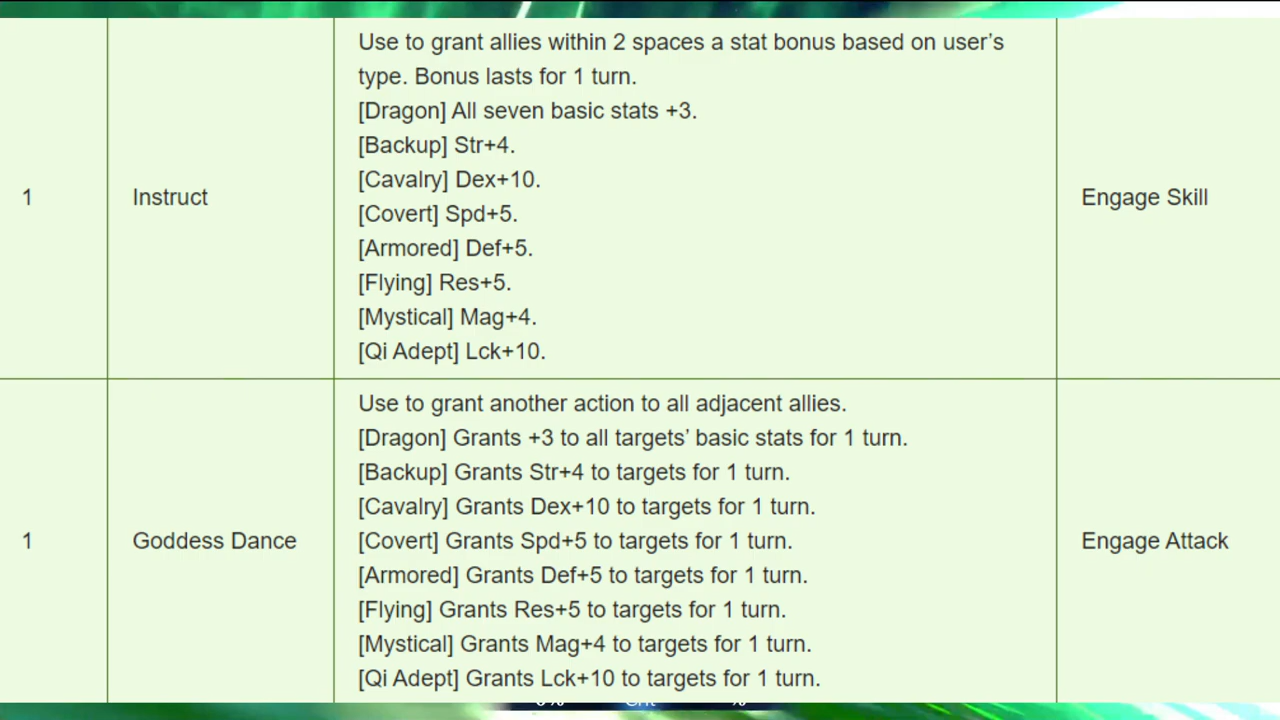 Use to grant allies within 2 spaces a stat bonus based on user's
type. Bonus lasts for 1 turn.
[Dragon] All seven basic stats +3.
[Backup] Str+4.
[Cavalry] Dex+10.
1
Instruct
[Covert] Spd+5.
Engage Skill
[Armored] Def+5.
[Flying] Res+5.
[Mystical] Mag+4.
[Qi Adept] Lck+10.
Use to grant another action to all adjacent allies.
[Dragon] Grants +3 to all targets' basic stats for 1 turn.
[Backup] Grants Str+4 to targets for 1 turn.
[Cavalry] Grants Dex+10 to targets for 1 turn.
1
Goddess Dance
[Covert] Grants Spd+5 to targets for 1 turn.
Engage Attack
[Armored] Grants Def+5 to targets for 1 turn.
[Flying] Grants Res+5 to targets for 1 turn.
[Mystical] Grants Mag+4 to targets for 1 turn.
[Qi Adept] Grants Lck+10 to targets for 1 turn.